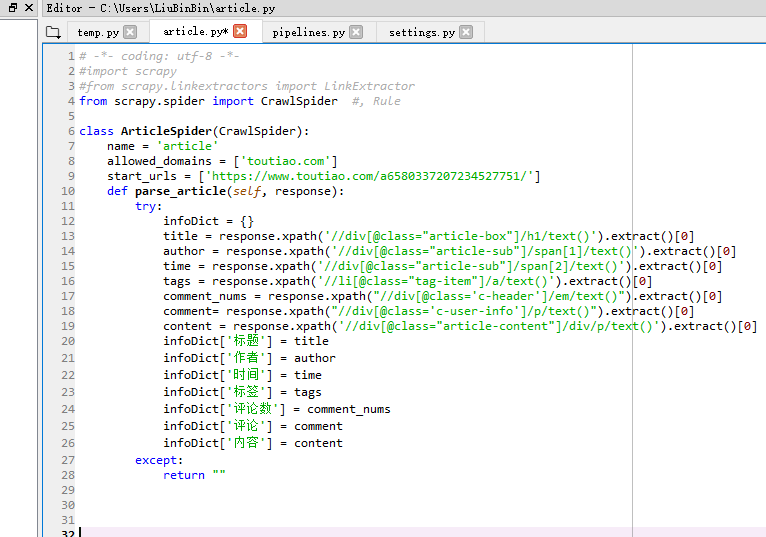 Editor - C:\Users\LiuBinBin\article.py
temp.py article.py* pipelines.py settings.py
1 # -*- coding: utf-8 -*-
2 #import scrapy
3 #from scrapy.linkextractors import LinkExtractor
4 from scrapy.spider import CrawlSpider  #, Rule
5
6 class ArticleSpider(CrawlSpider):
7     name = 'article'
8     allowed_domains = ['toutiao.com']
9     start_urls = ['https://www.toutiao.com/a6580337207234527751/']
10     def parse_article(self, response):
11         try:
12             infoDict = {}
13             title = response.xpath('//div[@class="article-box"]/h1/text()').extract()[0]
14             author = response.xpath('//div[@class="article-sub"]/span[1]/text()').extract()[0]
15             time = response.xpath('//div[@class="article-sub"]/span[2]/text()').extract()[0]
16             tags = response.xpath('//li[@class="tag-item"]/a/text()').extract()[0]
17             comment_nums = response.xpath("//div[@class='c-header']/em/text()").extract()[0]
18             comment= response.xpath("//div[@class='c-user-info']/p/text()").extract()[0]
19             content = response.xpath('//div[@class="article-content"]/div/p/text()').extract()[0]
20             infoDict['标题'] = title
21             infoDict['作者'] = author
22             infoDict['时间'] = time
23             infoDict['标签'] = tags
24             infoDict['评论数'] = comment_nums
25             infoDict['评论'] = comment
26             infoDict['内容'] = content
27         except:
28             return ""
29
30
31
32